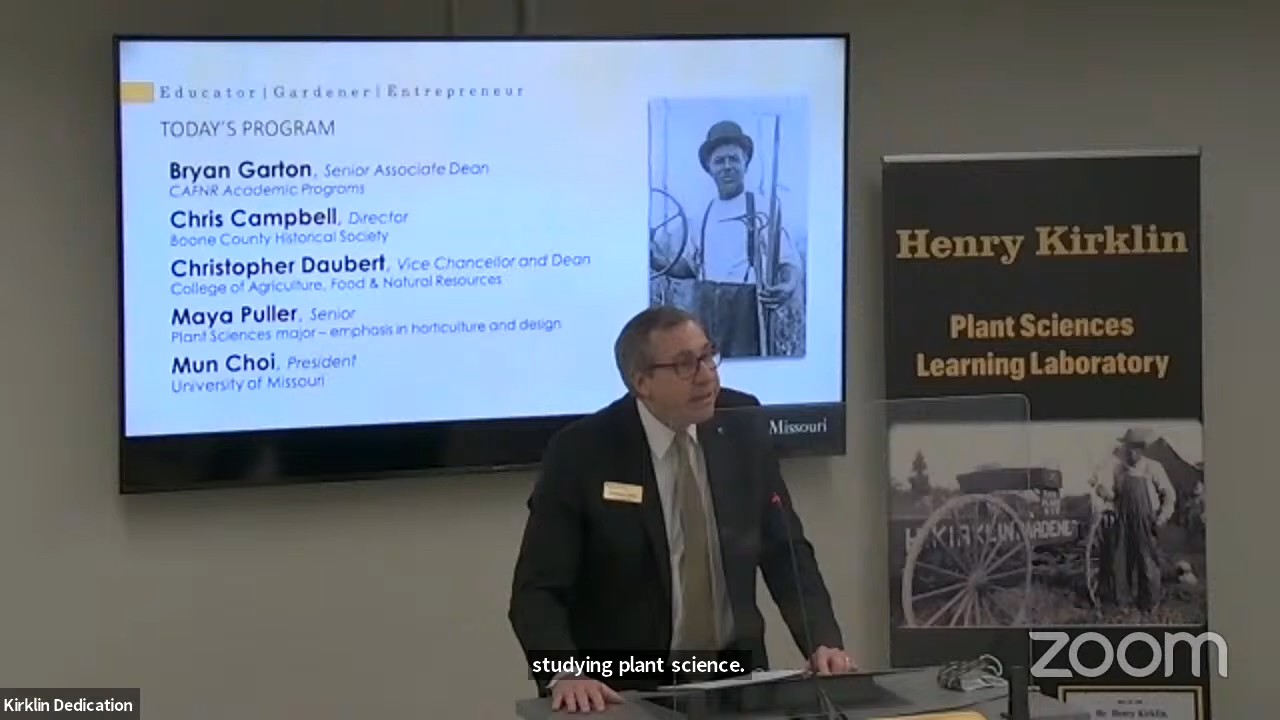 Educator|Gardener|Entrepreneur
TODAY'S PROGRAM
Bryan Garton, Senior Associate Dean
CAFNR Academic Programs
Chris Campbell, Director
Boone County Historical Society
Christopher Daubert, Vice Chancellor and Dean
College of Agriculture, Food & Natural Resources
Maya Puller, Senior
Plant Sciences major – emphasis in horticulture and design
Mun Choi, President
University of Missouri
Missouri
Henry Kirklin
Plant Sciences
Learning Laboratory
H. KIRKLIN. GARDENER
studying plant science.
zoom
Kirklin Dedication
Mr. Henry Kirklin,